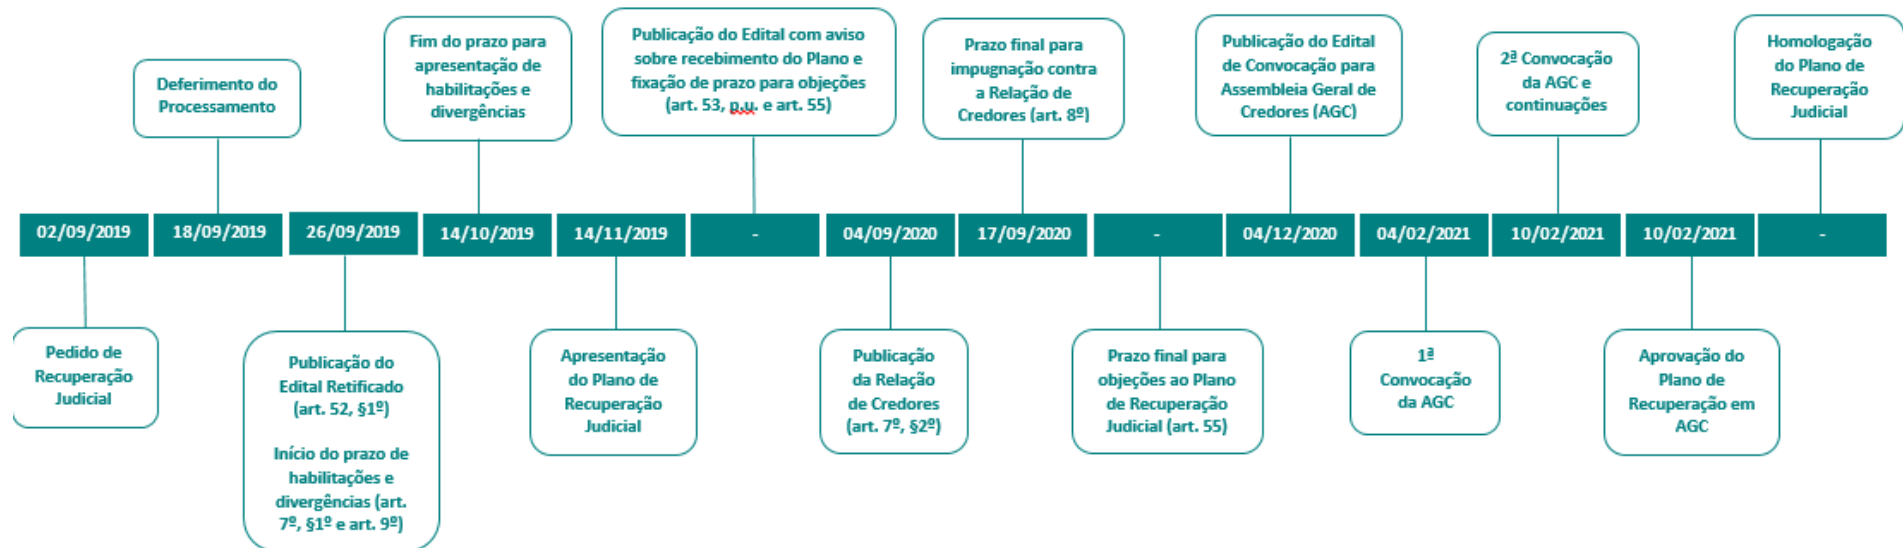 Deferimento do
Processamento
Fim do prazo para
apresentação de
habilitações e
divergências
Publicação do Edital com aviso
sobre recebimento do Plano e
fixação de prazo para objeções
(art. 53, p.u. e art. 55)
Prazo final para
impugnação contra
a Relação de
Credores (art. 8º)
Publicação do Edital
de Convocação para
Assembleia Geral de
Credores (AGC)
2ª Convocação
da AGC e
continuações
Homologação
do Plano de
Recuperação
Judicial
02/09/2019
18/09/2019
26/09/2019
14/10/2019
14/11/2019
-
04/09/2020
17/09/2020
-
04/12/2020
04/02/2021
10/02/2021
10/02/2021
-
Pedido de
Recuperação
Judicial
Publicação do
Edital Retificado
(art. 52, §1º)
Início do prazo de
habilitações e
divergências (art.
7º, §1º e art. 9º)
Apresentação
do Plano de
Recuperação
Judicial
Publicação
da Relação
de Credores
(art. 7º, §2º)
Prazo final para
objeções ao Plano
de Recuperação
Judicial (art. 55)
1ª
Convocação
da AGC
Aprovação do
Plano de
Recuperação em
AGC